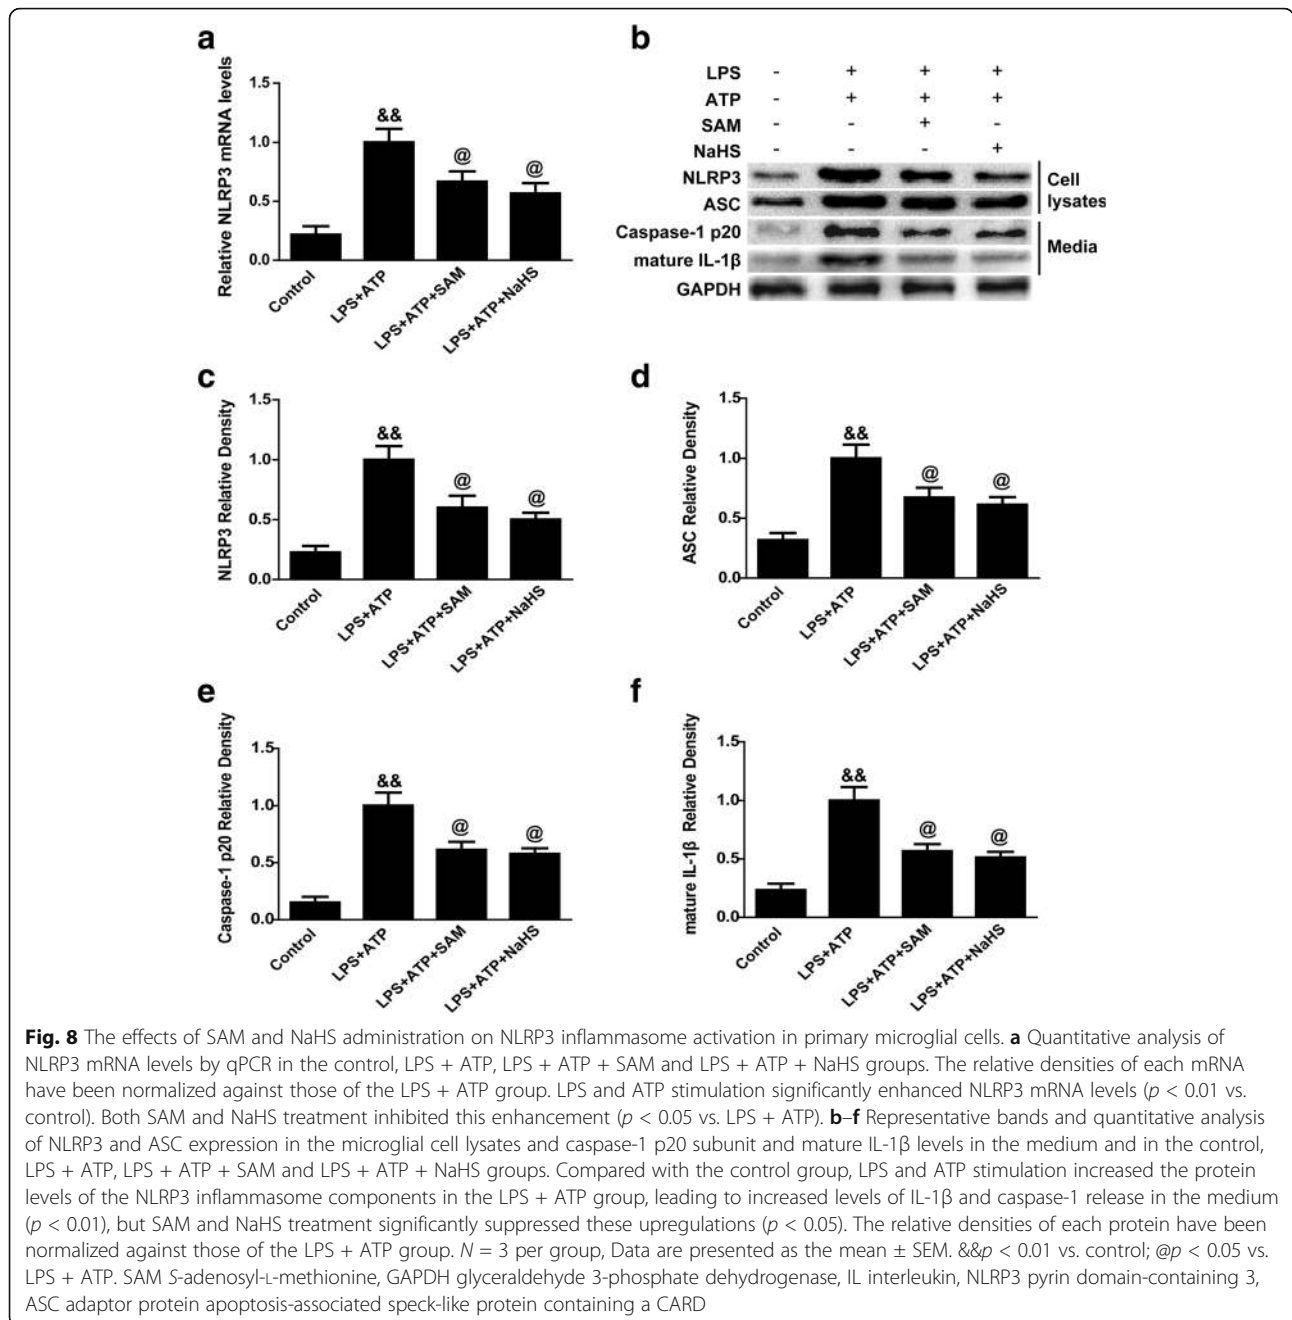 a
Relative NLRP3 mRNA levels
1.5
1.0
0.5
0.0
&&
@
@
Control
LPS+ATP
LPS+ATP+SAM
LPS+ATP+NaHS
b
LPS - + + +
ATP - + + +
SAM - - + -
NaHS - - - +
NLRP3
ASC
Cell
lysates
Caspase-1 p20
mature IL-1β
Media
GAPDH
c
NLRP3 Relative Density
1.5
1.0
0.5
0.0
&&
@
@
Control
LPS+ATP
LPS+ATP+SAM
LPS+ATP+NaHS
d
ASC Relative Density
1.5
1.0
0.5
0.0
&&
@
@
Control
LPS+ATP
LPS+ATP+SAM
LPS+ATP+NaHS
e
Caspase-1 p20 Relative Density
1.5
1.0
0.5
0.0
&&
@
@
Control
LPS+ATP
LPS+ATP+SAM
LPS+ATP+NaHS
f
mature IL-1β Relative Density
1.5
1.0
0.5
0.0
&&
@
@
Control
LPS+ATP
LPS+ATP+SAM
LPS+ATP+NaHS
Fig. 8 The effects of SAM and NaHS administration on NLRP3 inflammasome activation in primary microglial cells. a Quantitative analysis of
NLRP3 mRNA levels by qPCR in the control, LPS + ATP, LPS + ATP + SAM and LPS + ATP + NaHS groups. The relative densities of each mRNA
have been normalized against those of the LPS + ATP group. LPS and ATP stimulation significantly enhanced NLRP3 mRNA levels (p < 0.01 vs.
control). Both SAM and NaHS treatment inhibited this enhancement (p < 0.05 vs. LPS + ATP). b–f Representative bands and quantitative analysis
of NLRP3 and ASC expression in the microglial cell lysates and caspase-1 p20 subunit and mature IL-1β levels in the medium and in the control,
LPS + ATP, LPS + ATP + SAM and LPS + ATP + NaHS groups. Compared with the control group, LPS and ATP stimulation increased the protein
levels of the NLRP3 inflammasome components in the LPS + ATP group, leading to increased levels of IL-1β and caspase-1 release in the medium
(p < 0.01), but SAM and NaHS treatment significantly suppressed these upregulations (p < 0.05). The relative densities of each protein have been
normalized against those of the LPS + ATP group. N = 3 per group, Data are presented as the mean ± SEM. &&p < 0.01 vs. control; @p < 0.05 vs.
LPS + ATP. SAM S-adenosyl-L-methionine, GAPDH glyceraldehyde 3-phosphate dehydrogenase, IL interleukin, NLRP3 pyrin domain-containing 3,
ASC adaptor protein apoptosis-associated speck-like protein containing a CARD